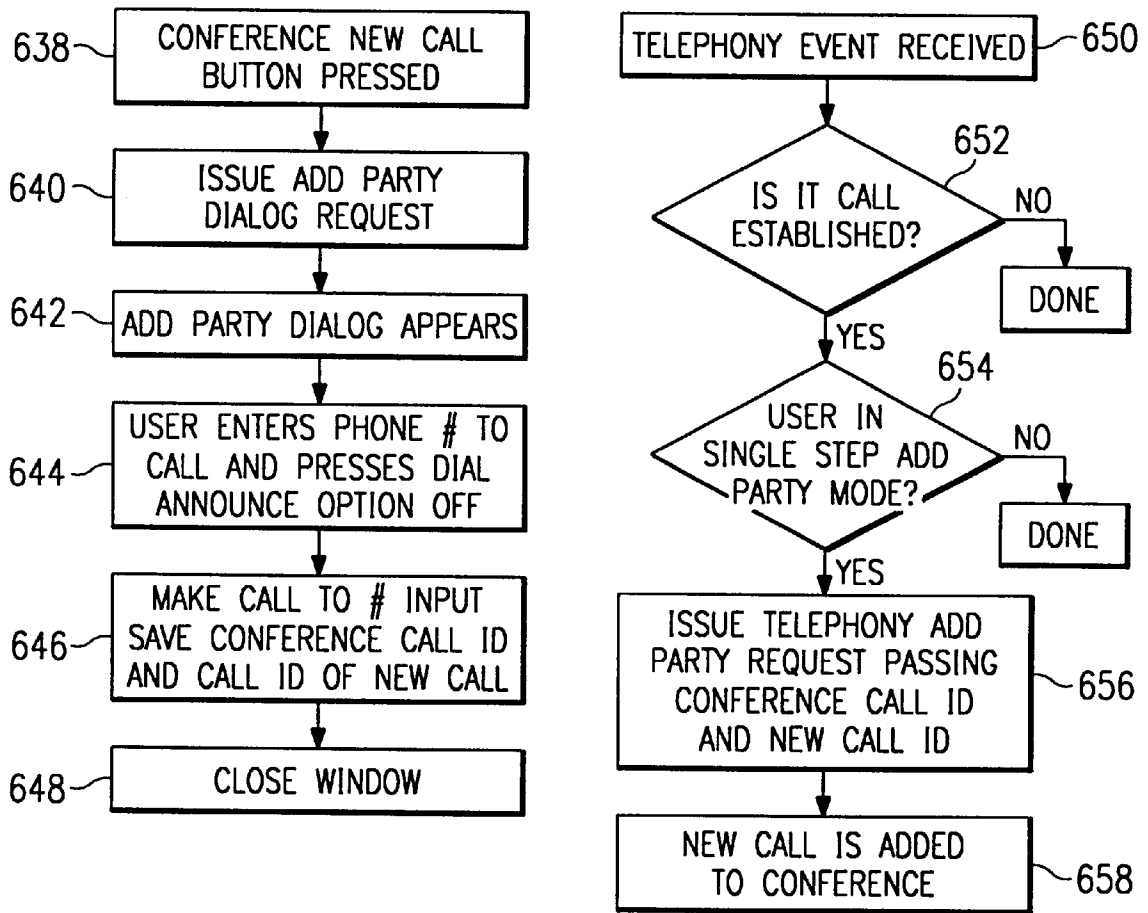 638
CONFERENCE NEW CALL
BUTTON PRESSED
640
ISSUE ADD PARTY
DIALOG REQUEST
642
ADD PARTY DIALOG APPEARS
644
USER ENTERS PHONE # TO
CALL AND PRESSES DIAL
ANNOUNCE OPTION OFF
646
MAKE CALL TO # INPUT
SAVE CONFERENCE CALL ID
AND CALL ID OF NEW CALL
648
CLOSE WINDOW
TELEPHONY EVENT RECEIVED
650
652
IS IT CALL
ESTABLISHED?
NO
DONE
YES
654
USER IN
SINGLE STEP ADD
PARTY MODE?
NO
DONE
YES
ISSUE TELEPHONY ADD
PARTY REQUEST PASSING
CONFERENCE CALL ID
AND NEW CALL ID
656
NEW CALL IS ADDED
TO CONFERENCE
658